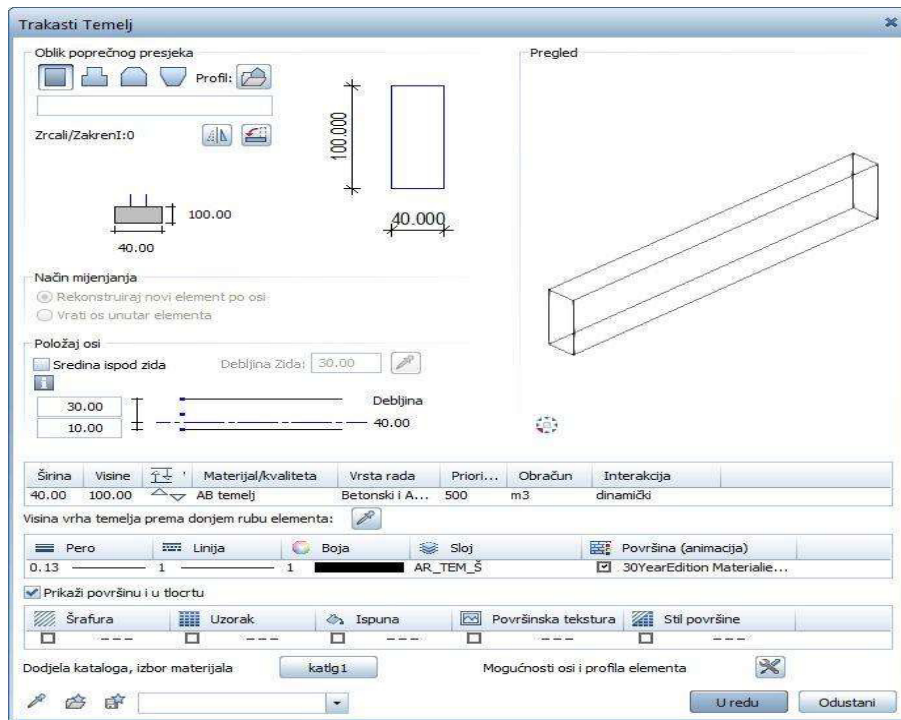 Trakasti Temelj
Oblik poprečnog presjeka
Profil:
Zrcali/ZakrenI:0
100.000
40.000
100.00
40.00
Pregled
Način mijenjanja
Rekonstruiraj novi element po osi
Vrati os unutar elementa
Položaj osi
Sredina ispod zida Debljina Zida: 30.00
30.00
10.00
Debljina
40.00
Širina Visine Materijal/kvaliteta Vrsta rada Priori... Obračun Interakcija
40.00 100.00 AB temelj Betonski i A... 500 m3 dinamički
Visina vrha temelja prema donjem rubu elementa:
Pero Linija Boja Sloj Površina (animacija)
0.13 1 1 AR_TEM_Š 30YearEdition Materialie...
Prikaži površinu i u tlocrtu
Šrafura Uzorak Ispuna Površinska tekstura Stil površine
--- --- --- --- ---
Dodjela kataloga, izbor materijala katlg1 Mogućnosti osi i profila elementa
U redu Odustani